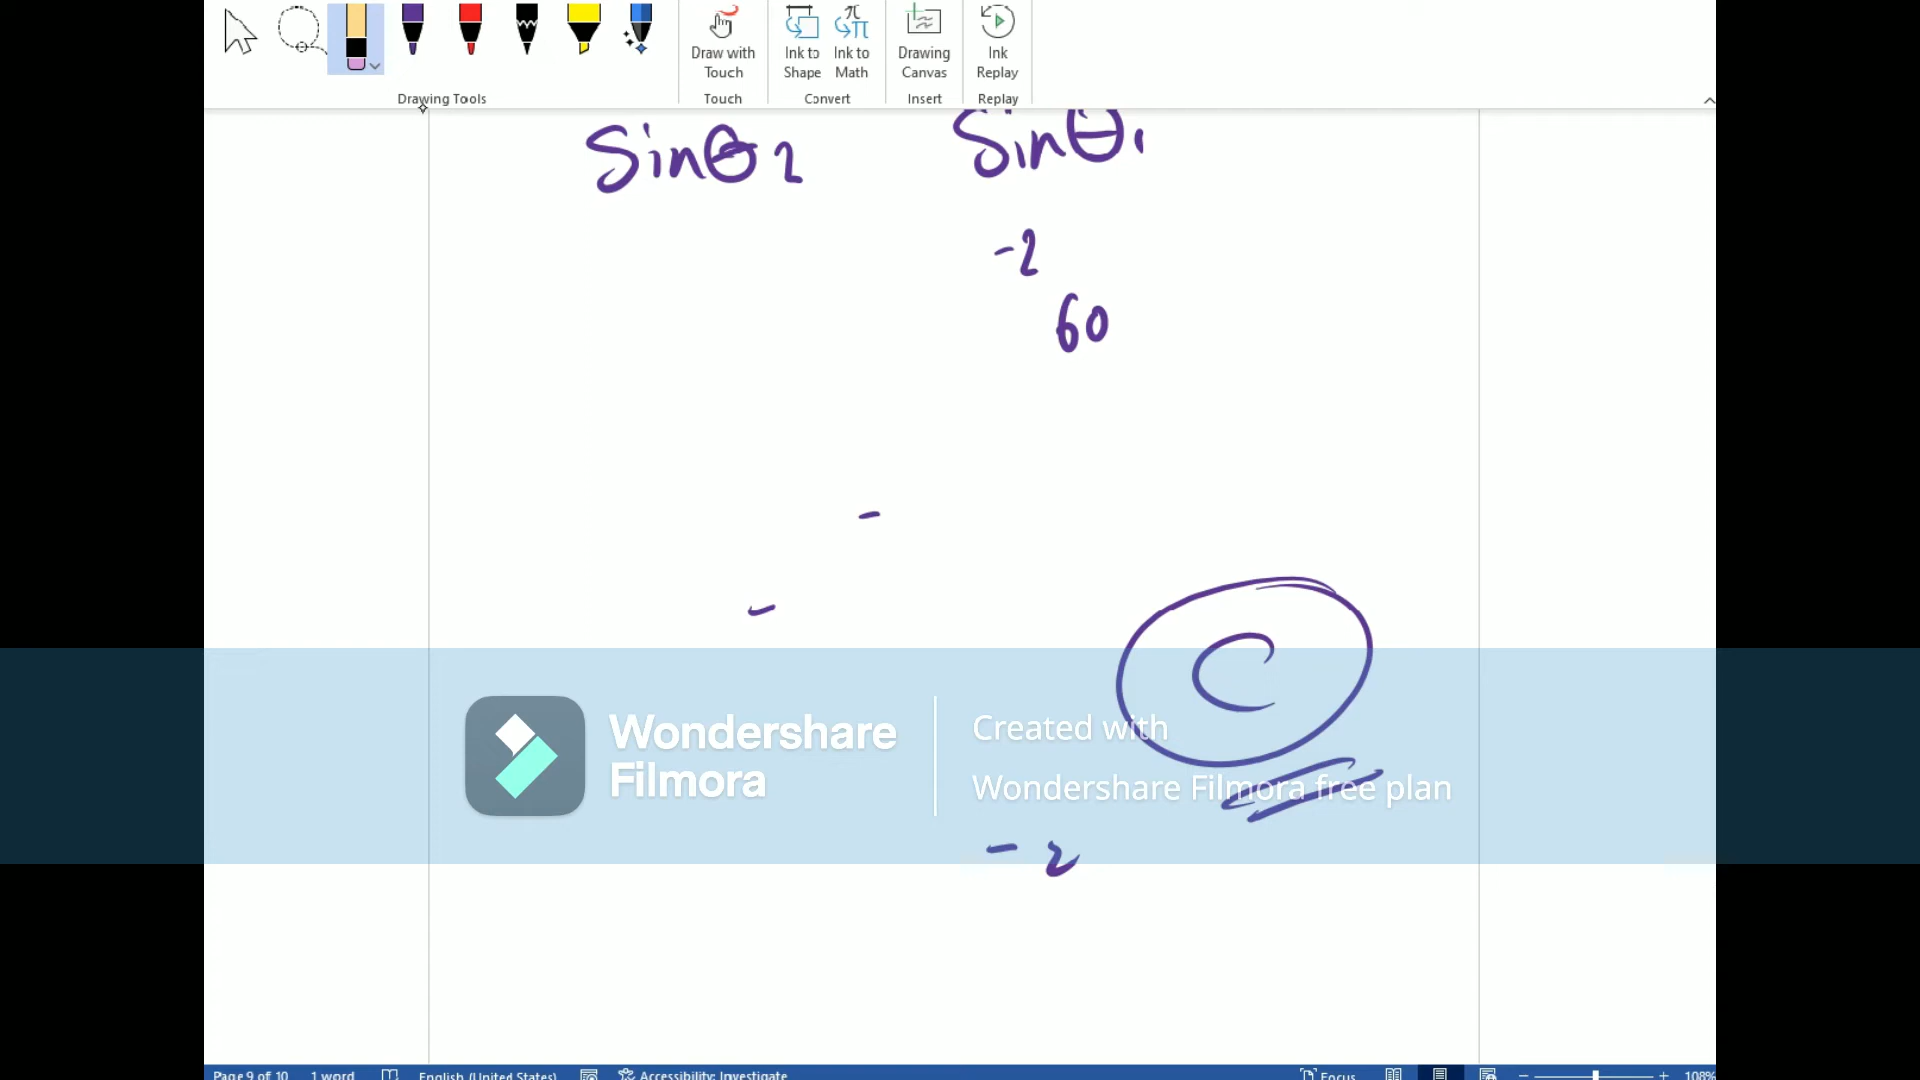 Draw with Touch
Ink to Shape
Ink to Math
Drawing Canvas
Ink Replay
Drawing Tools
Touch
Convert
Insert
Replay
Sinθ2
Sinθ1
-2
60
-
-
C
Wondershare Filmora
Created with
Wondershare Filmora free plan
-2
Page 9 of 10 1 word English (United States) Accessibility: Investigate Focus 108%